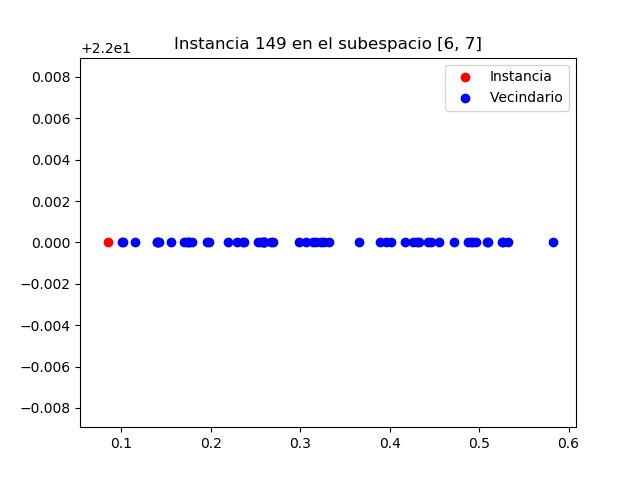 Instancia 149 en el subespacio [6, 7]
+2.2e1
Instancia
Vecindario
0.008
0.006
0.004
0.002
0.000
−0.002
−0.004
−0.006
−0.008
0.1 0.2 0.3 0.4 0.5 0.6